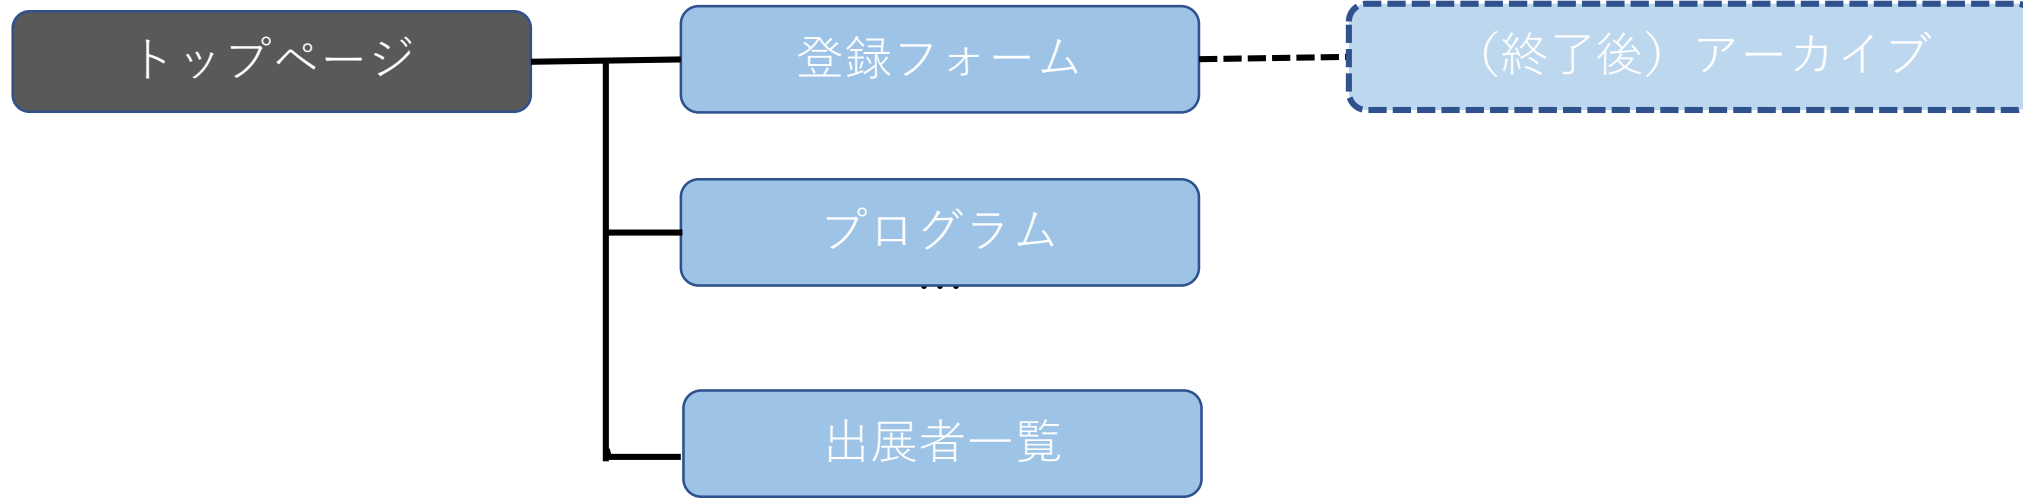 トップページ
登録フォーム
（終了後）アーカイブ
プログラム
…
出展者一覧